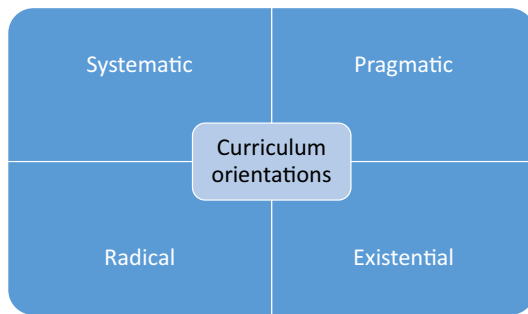 Systematic
Pragmatic
Curriculum
orientations
Radical
Existential